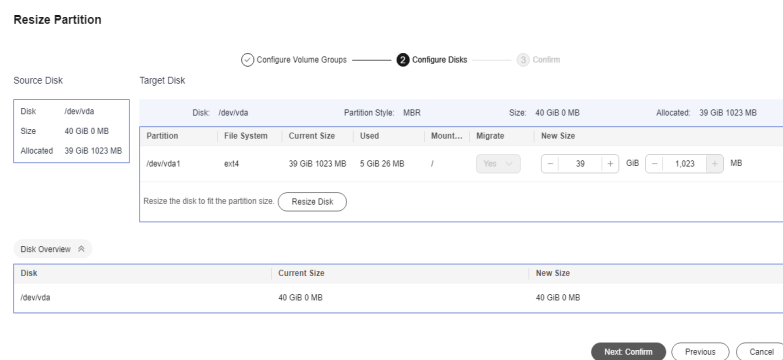 Resize Partition
Configure Volume Groups 2 Configure Disks 3 Confirm
Source Disk
Target Disk
Disk /dev/vda
Size 40 GiB 0 MB
Allocated 39 GiB 1023 MB
Disk: /dev/vda Partition Style: MBR Size: 40 GiB 0 MB Allocated: 39 GiB 1023 MB
Partition File System Current Size Used Mount... Migrate New Size
/dev/vda1 ext4 39 GiB 1023 MB 5 GiB 26 MB / Yes − 39 + GiB − 1,023 + MB
Resize the disk to fit the partition size. Resize Disk
Disk Overview
Disk Current Size New Size
/dev/vda 40 GiB 0 MB 40 GiB 0 MB
Next: Confirm Previous Cancel